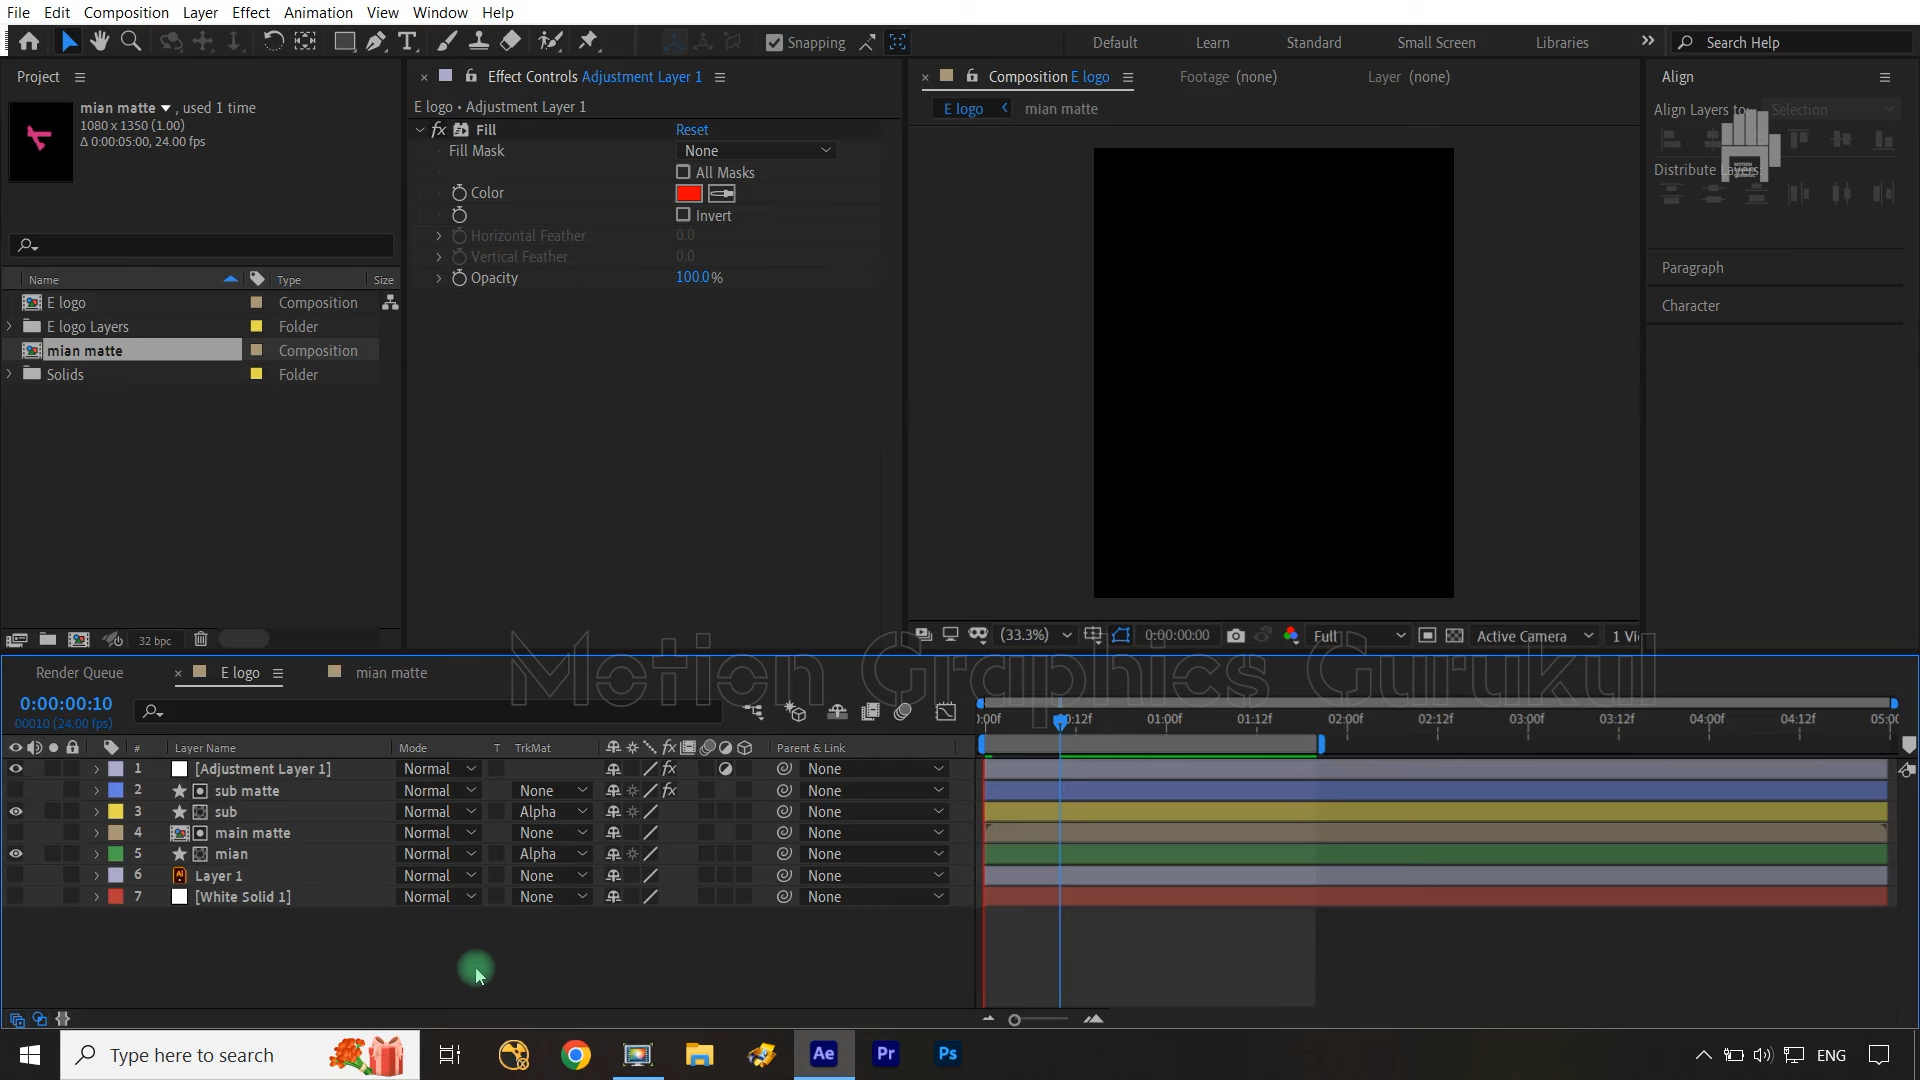 File Edit Composition Layer Effect Animation View Window Help
Snapping Default Learn Standard Small Screen Libraries Search Help
Project
mian matte , used 1 time
1080 x 1350 (1.00)
Δ 0:00:05:00, 24.00 fps
Name Type Size
E logo Composition
E logo Layers Folder
mian matte Composition
Solids Folder
32 bpc
Effect Controls Adjustment Layer 1
E logo • Adjustment Layer 1
fx Fill Reset
Fill Mask None
All Masks
Color
Invert
Horizontal Feather 0.0
Vertical Feather 0.0
Opacity 100.0%
Composition E logo Footage (none) Layer (none)
E logo mian matte
(33.3%) 0:00:00:00 Full Active Camera
Align
Align Layers to: Selection
Distribute Layers:
Paragraph
Character
Motion Graphics Gurukul
Render Queue E logo mian matte
0:00:00:10
00010 (24.00 fps)
:00f 00:12f 01:00f 01:12f 02:00f 02:12f 03:00f 03:12f 04:00f 04:12f 05:00
# Layer Name Mode T TrkMat fx Parent & Link
1 [Adjustment Layer 1] Normal fx None
2 sub matte Normal None fx None
3 sub Normal Alpha None
4 main matte Normal None None
5 mian Normal Alpha None
6 Ai Layer 1 Normal None None
7 [White Solid 1] Normal None None
Type here to search Ae Pr Ps ENG